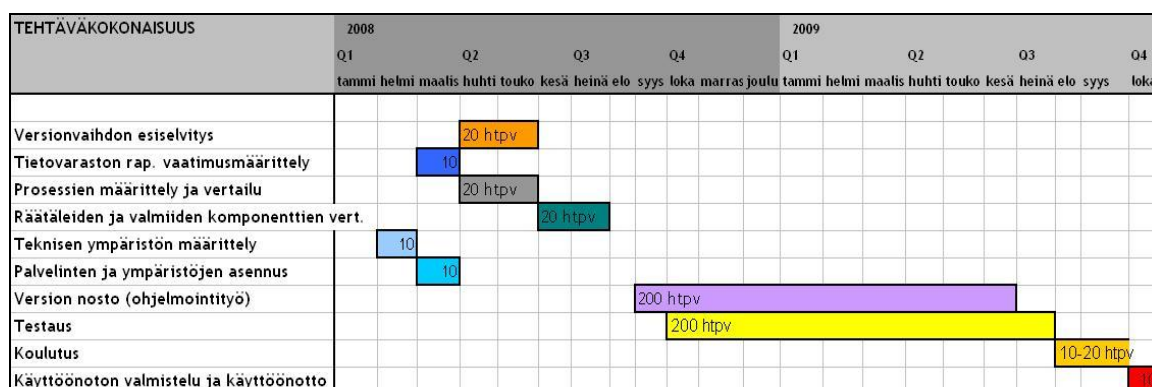 TEHTÄVÄKOKONAISUUS 2008 2009
Q1 Q2 Q3 Q4 Q1 Q2 Q3 Q4
tammi helmi maalis huhti touko kesä heinä elo syys loka marras joulu tammi helmi maalis huhti touko kesä heinä elo syys loka
Versionvaihdon esiselvitys 20 htpv
Tietovaraston rap. vaatimusmäärittely 10
Prosessien määrittely ja vertailu 20 htpv
Räätäleiden ja valmiiden komponenttien vert. 20 htpv
Teknisen ympäristön määrittely 10
Palvelinten ja ympäristöjen asennus 10
Version nosto (ohjelmointityö) 200 htpv
Testaus 200 htpv
Koulutus 10-20 htpv
Käyttöönoton valmistelu ja käyttöönotto 10